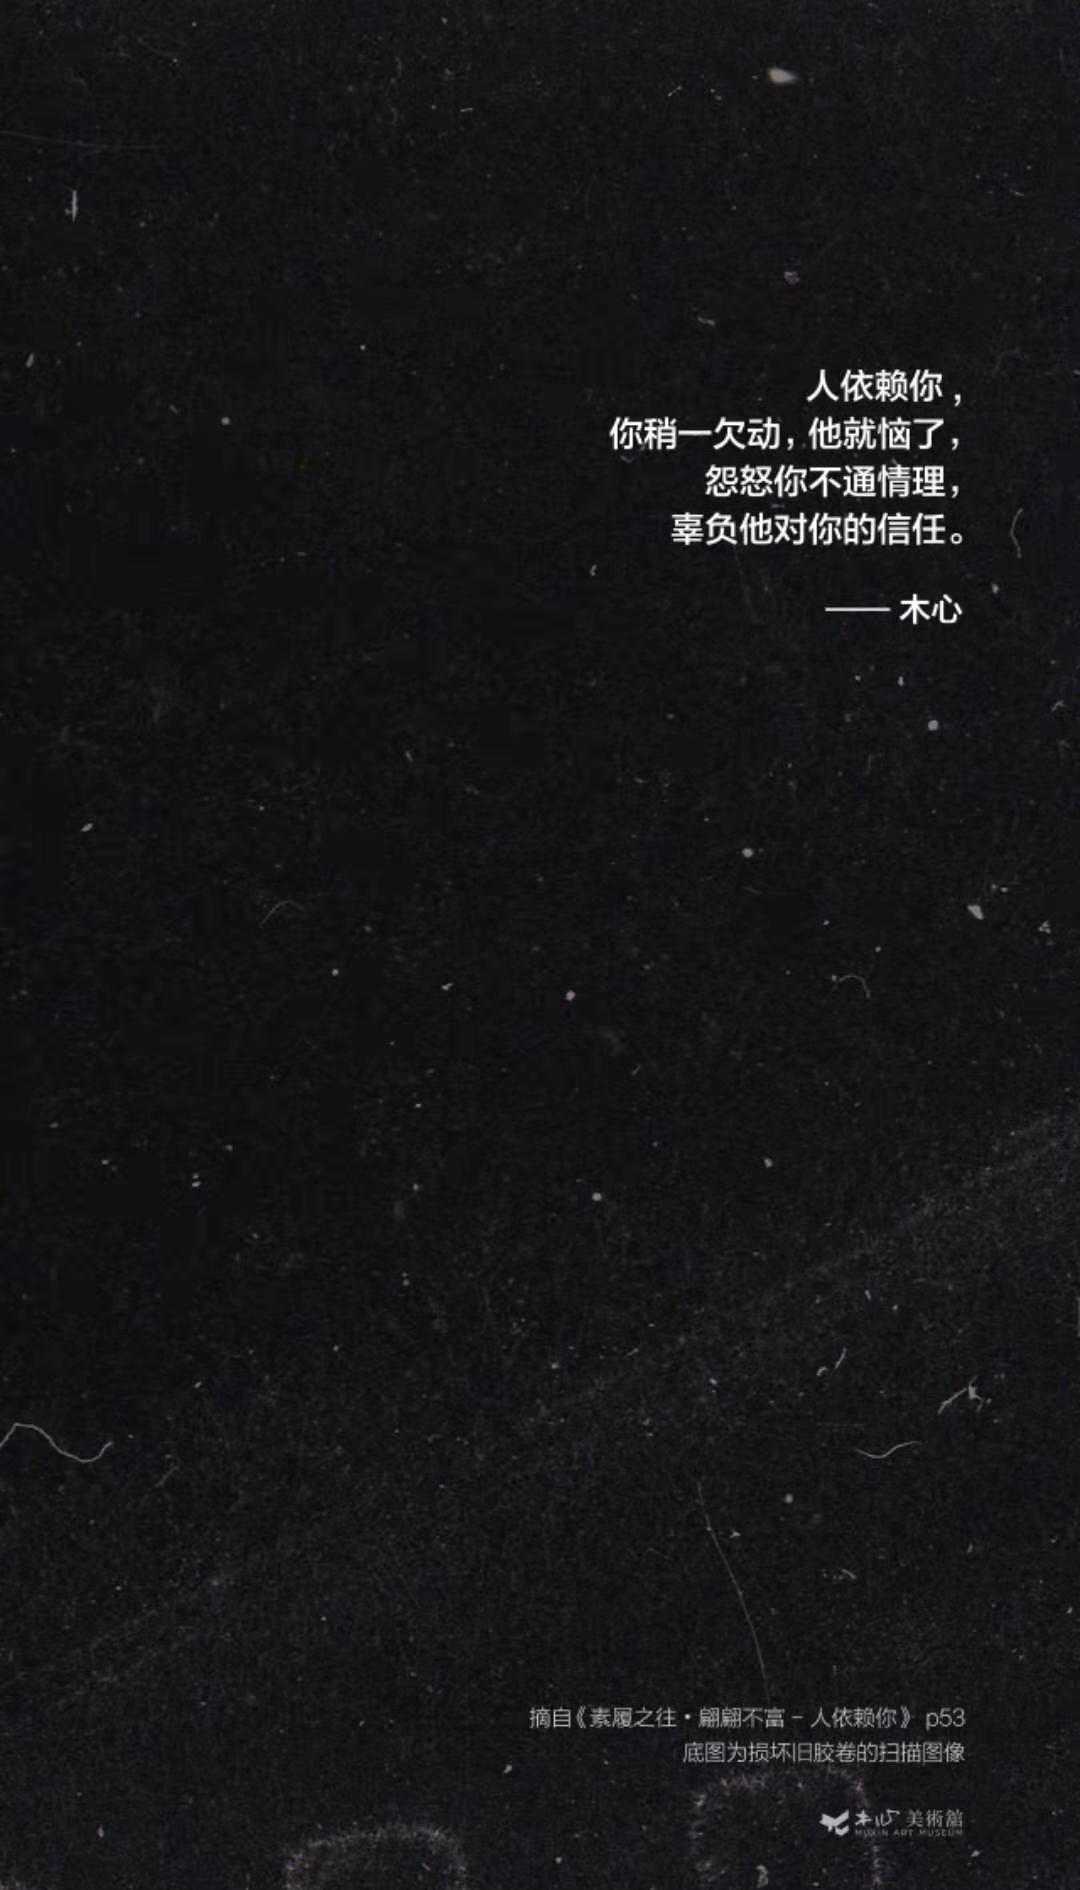 人依赖你，
你稍一欠动，他就恼了，
怨怒你不通情理，
辜负他对你的信任。
—— 木心
摘自《素履之往·翩翩不富－人依赖你》 p53
底图为损坏旧胶卷的扫描图像
木心 美術館
MUXIN ART MUSEUM